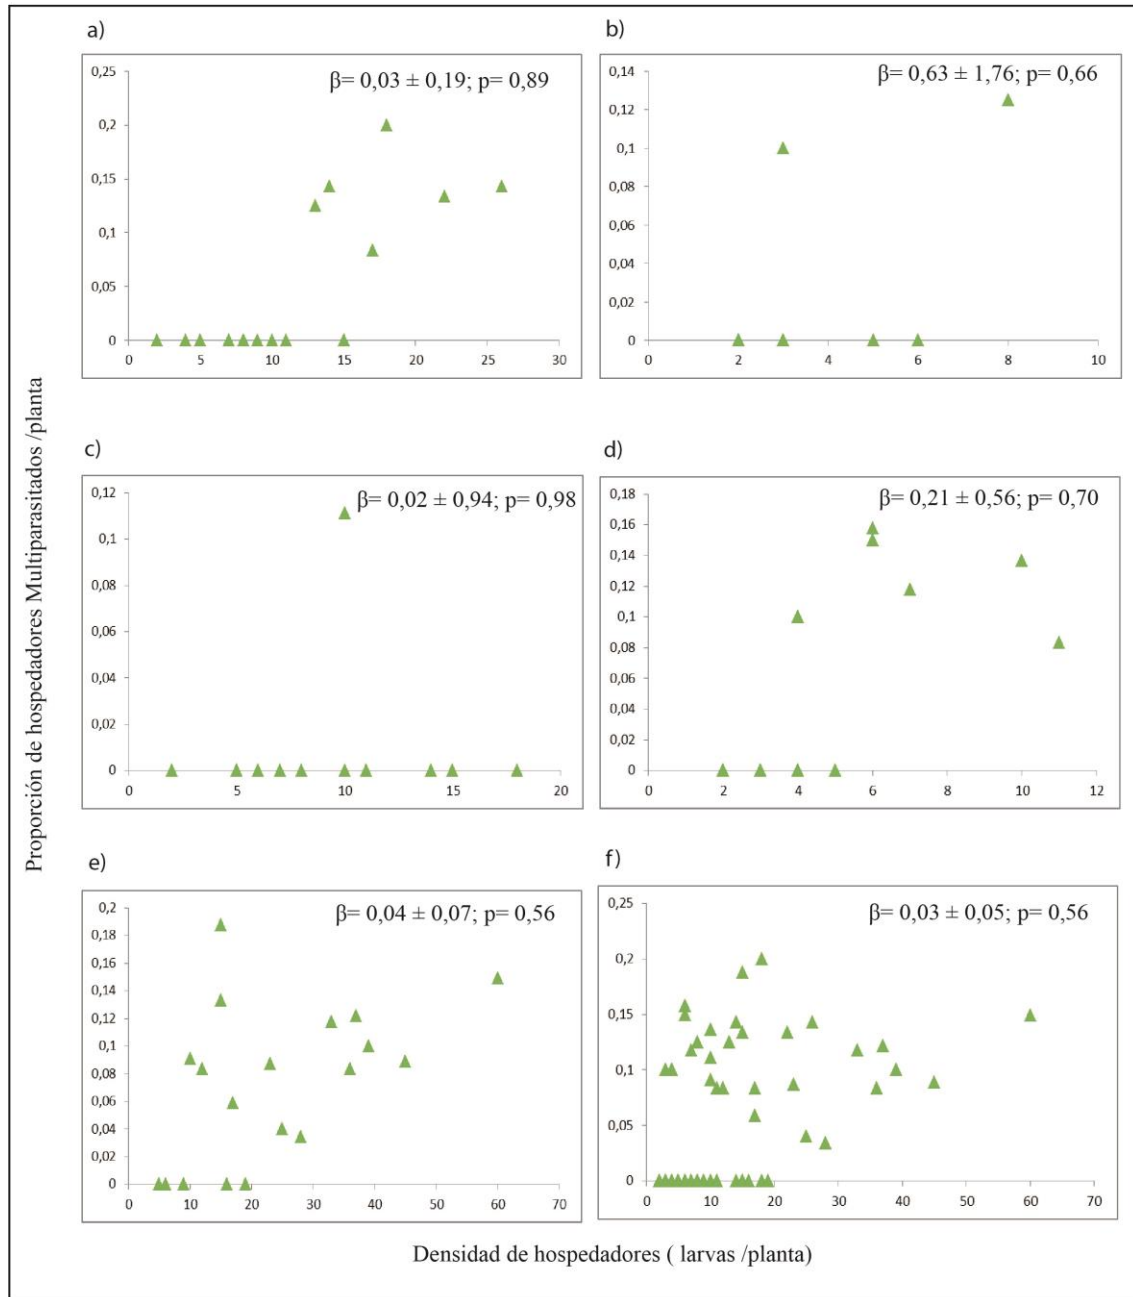 a)
β= 0,03 ± 0,19; p= 0,89
0,25
0,2
0,15
0,1
0,05
0
0 5 10 15 20 25 30
b)
β= 0,63 ± 1,76; p= 0,66
0,14
0,12
0,1
0,08
0,06
0,04
0,02
0
0 2 4 6 8 10
c)
β= 0,02 ± 0,94; p= 0,98
0,12
0,1
0,08
0,06
0,04
0,02
0
0 5 10 15 20
d)
β= 0,21 ± 0,56; p= 0,70
0,18
0,16
0,14
0,12
0,1
0,08
0,06
0,04
0,02
0
0 2 4 6 8 10 12
e)
β= 0,04 ± 0,07; p= 0,56
0,2
0,18
0,16
0,14
0,12
0,1
0,08
0,06
0,04
0,02
0
0 10 20 30 40 50 60 70
f)
β= 0,03 ± 0,05; p= 0,56
0,25
0,2
0,15
0,1
0,05
0
0 10 20 30 40 50 60 70
Proporción de hospedadores Multiparasitados /planta
Densidad de hospedadores ( larvas /planta)